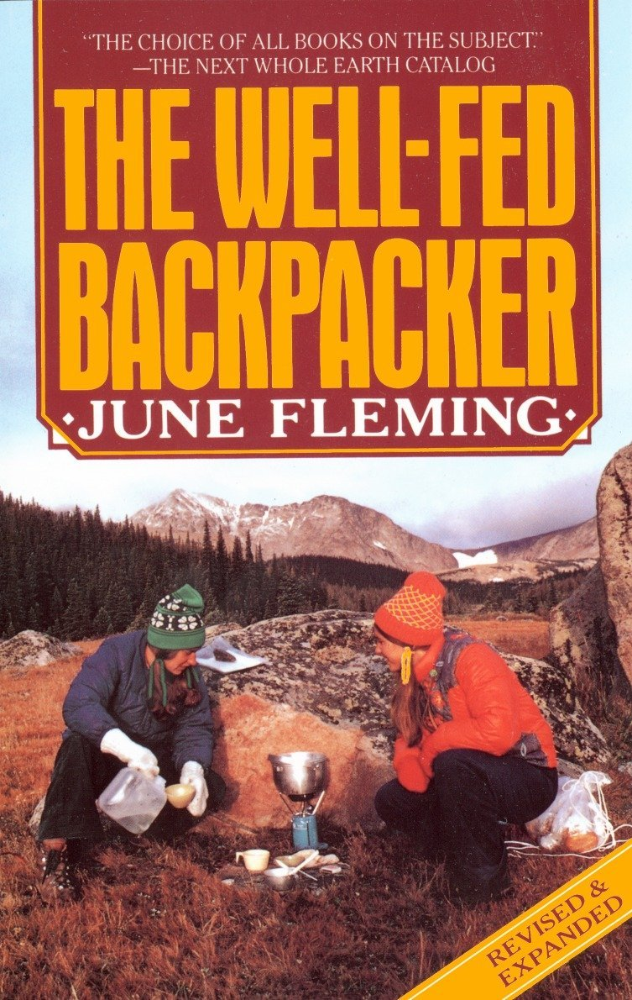 “THE CHOICE OF ALL BOOKS ON THE SUBJECT.”
—THE NEXT WHOLE EARTH CATALOG
THE WELL-FED
BACKPACKER
·JUNE FLEMING·
REVISED &
EXPANDED